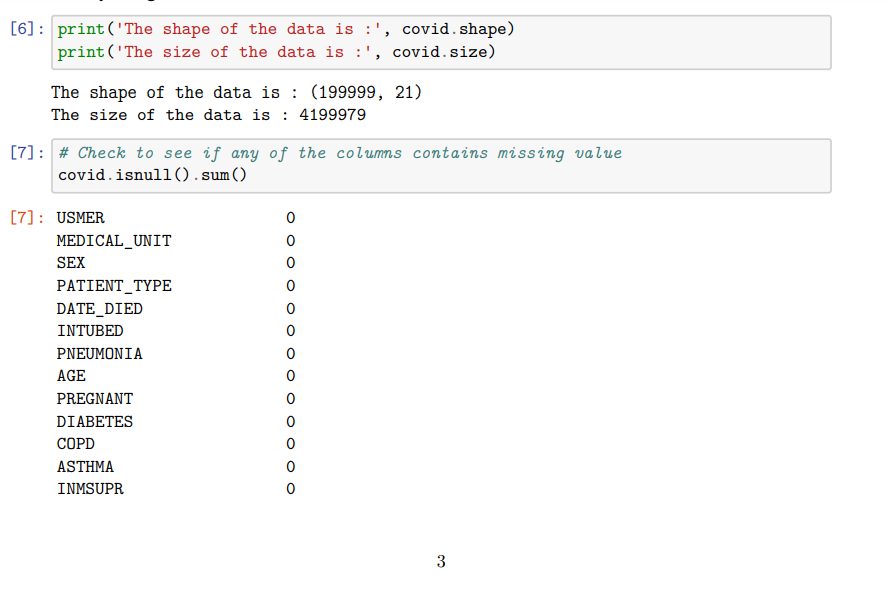 [6]: print('The shape of the data is :', covid.shape)
print('The size of the data is :', covid.size)
The shape of the data is : (199999, 21)
The size of the data is : 4199979
[7]: # Check to see if any of the columns contains missing value
covid.isnull().sum()
[7]: USMER 0
MEDICAL_UNIT 0
SEX 0
PATIENT_TYPE 0
DATE_DIED 0
INTUBED 0
PNEUMONIA 0
AGE 0
PREGNANT 0
DIABETES 0
COPD 0
ASTHMA 0
INMSUPR 0
3